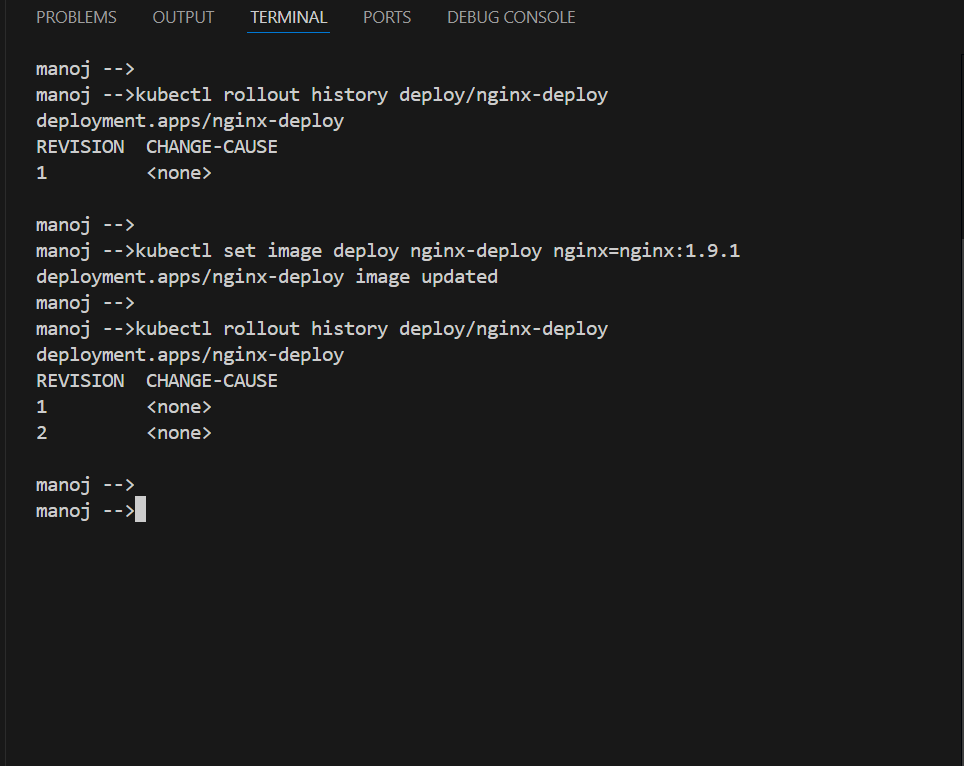 PROBLEMS OUTPUT TERMINAL PORTS DEBUG CONSOLE
manoj -->
manoj -->kubectl rollout history deploy/nginx-deploy
deployment.apps/nginx-deploy
REVISION  CHANGE-CAUSE
1         <none>
manoj -->
manoj -->kubectl set image deploy nginx-deploy nginx=nginx:1.9.1
deployment.apps/nginx-deploy image updated
manoj -->
manoj -->kubectl rollout history deploy/nginx-deploy
deployment.apps/nginx-deploy
REVISION  CHANGE-CAUSE
1         <none>
2         <none>
manoj -->
manoj -->